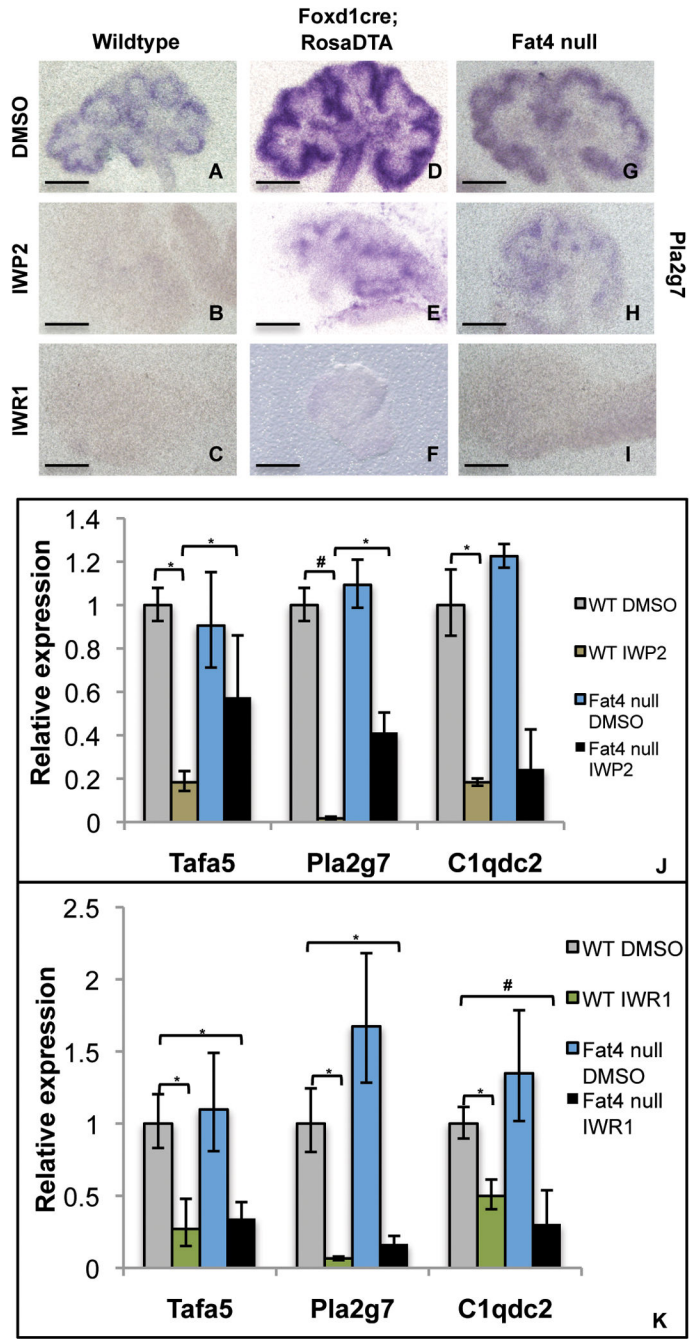 Wildtype
Foxd1cre;
RosaDTA
Fat4 null
DMSO
A
D
G
IWP2
B
E
H
Pla2g7
IWR1
C
F
I
1.4
1.2
1
0.8
0.6
0.4
0.2
0
Relative expression
*
*
#
*
*
WT DMSO
WT IWP2
Fat4 null
DMSO
Fat4 null
IWP2
Tafa5
Pla2g7
C1qdc2
J
2.5
2
1.5
1
0.5
0
Relative expression
*
*
*
*
#
*
WT DMSO
WT IWR1
Fat4 null
DMSO
Fat4 null
IWR1
Tafa5
Pla2g7
C1qdc2
K